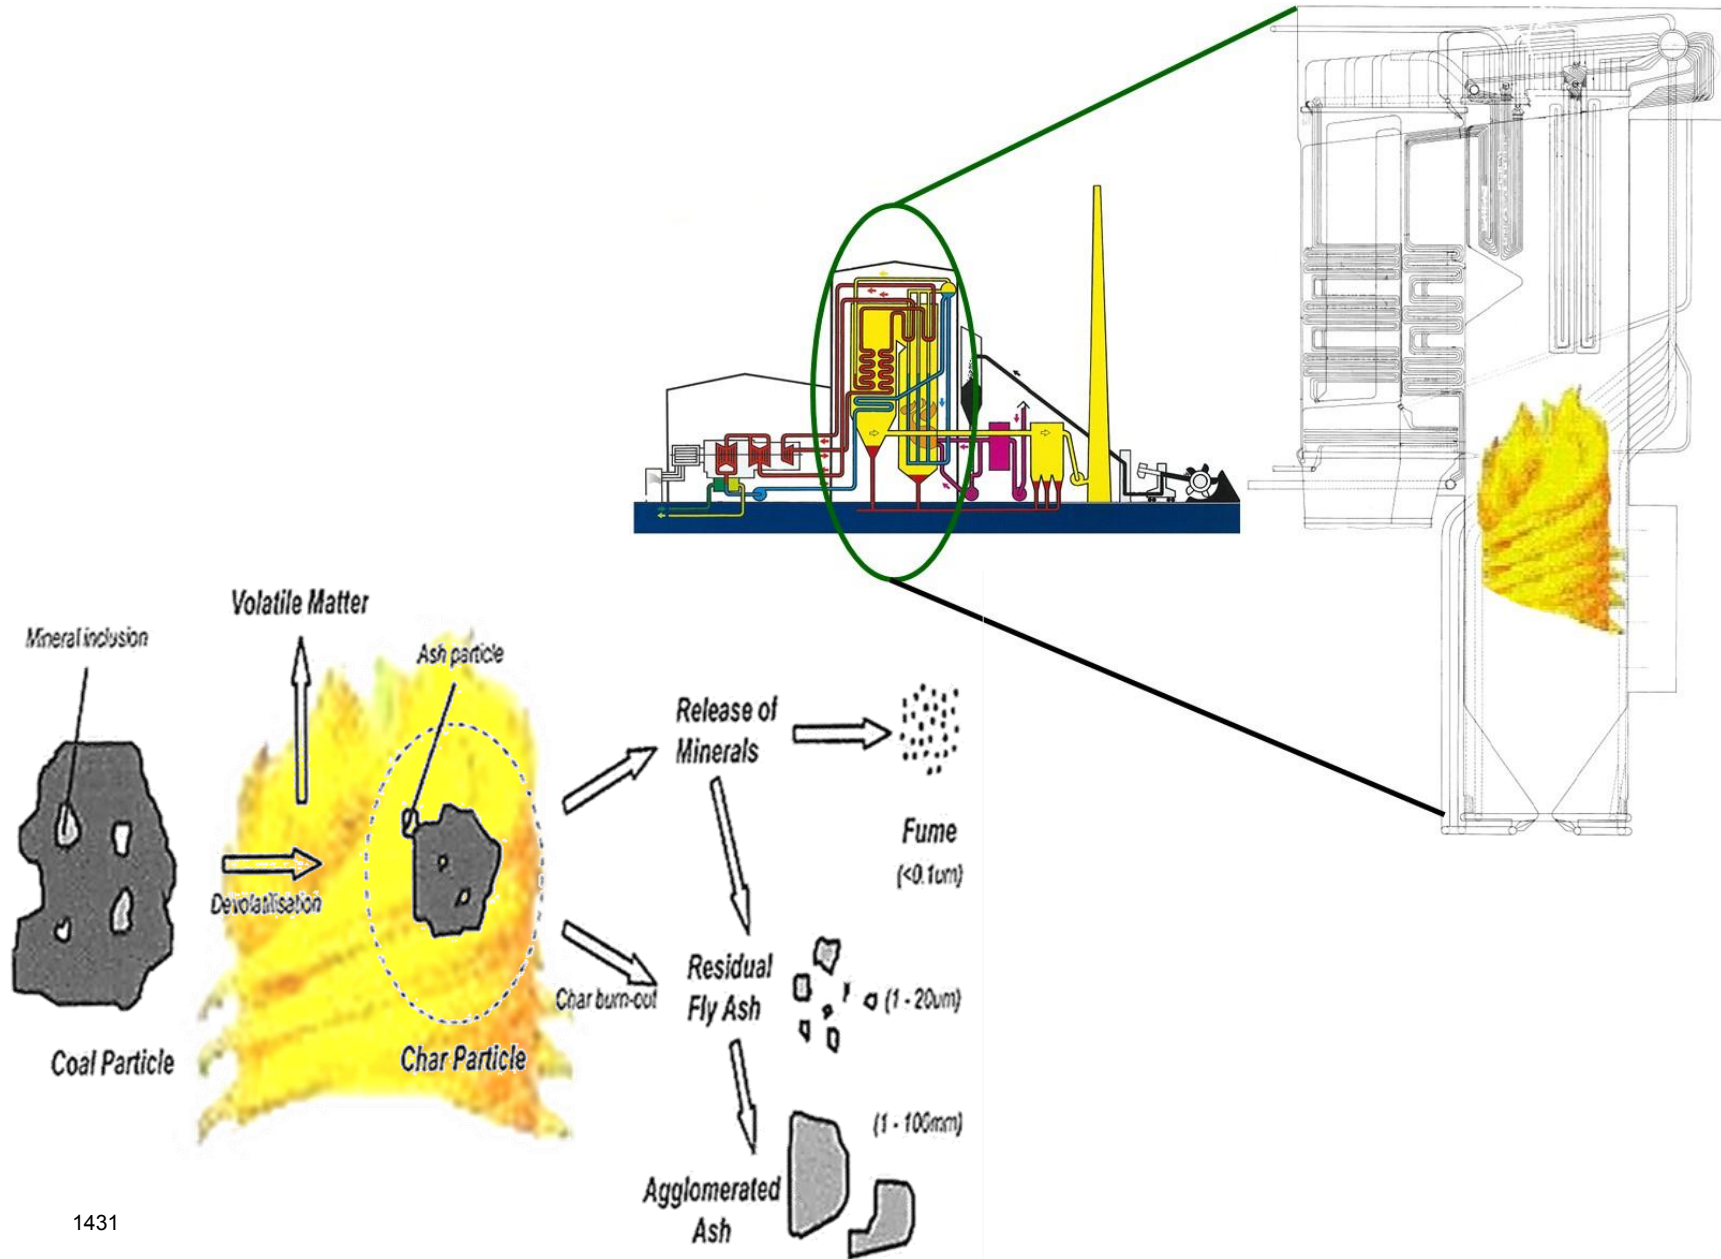 Volatile Matter
Mineral inclusion
Ash particle
Release of
Minerals
Fume
(<0.1um)
Devolatilisation
Residual
Fly Ash
(1 - 20um)
Char burn-out
Coal Particle
Char Particle
(1 - 100mm)
Agglomerated
Ash
1431